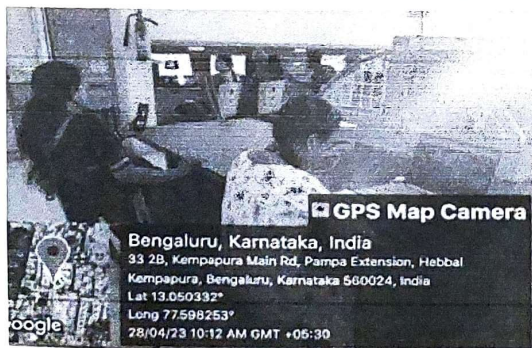 GPS Map Camera
Bengaluru, Karnataka, India
33 2B, Kempapura Main Rd, Pampa Extension, Hebbal
Kempapura, Bengaluru, Karnataka 560024, India
Lat 13.050332°
Long 77.598253°
28/04/23 10:12 AM GMT +05:30
oogle